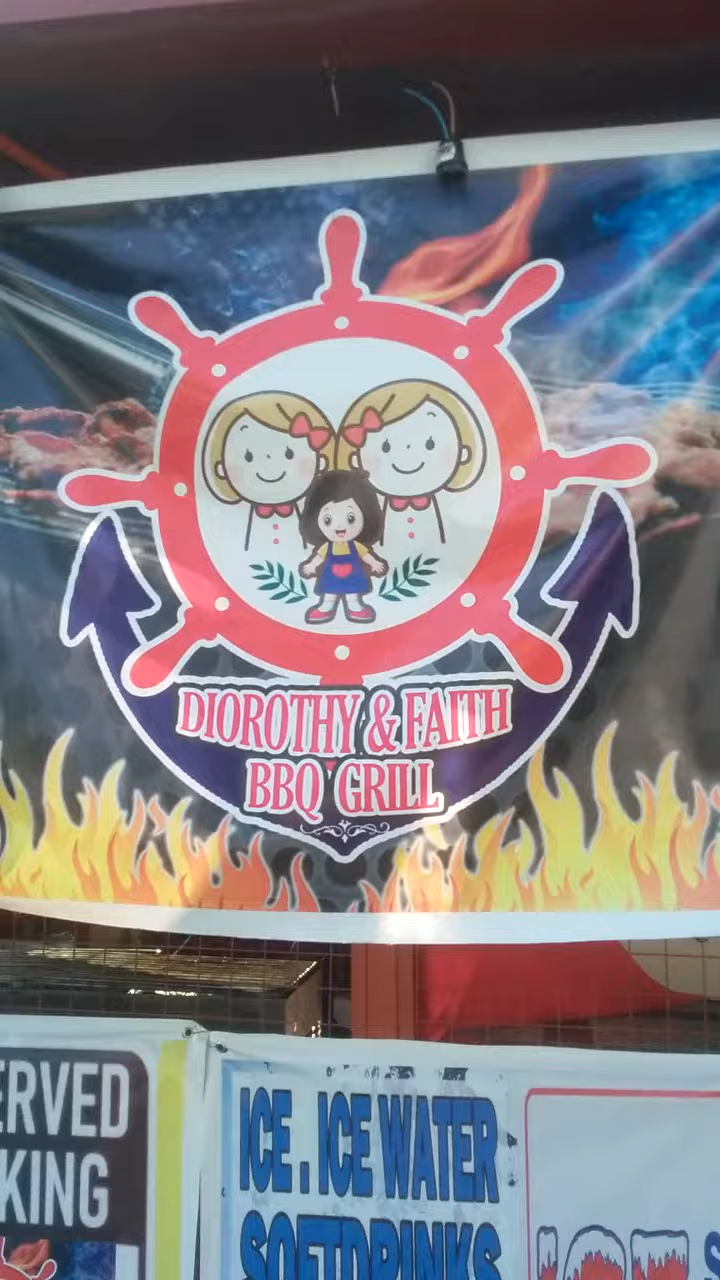 DIOROTHY & FAITH
BBQ GRILL
ERVED
KING
ICE . ICE WATER
SOFTDRINKS